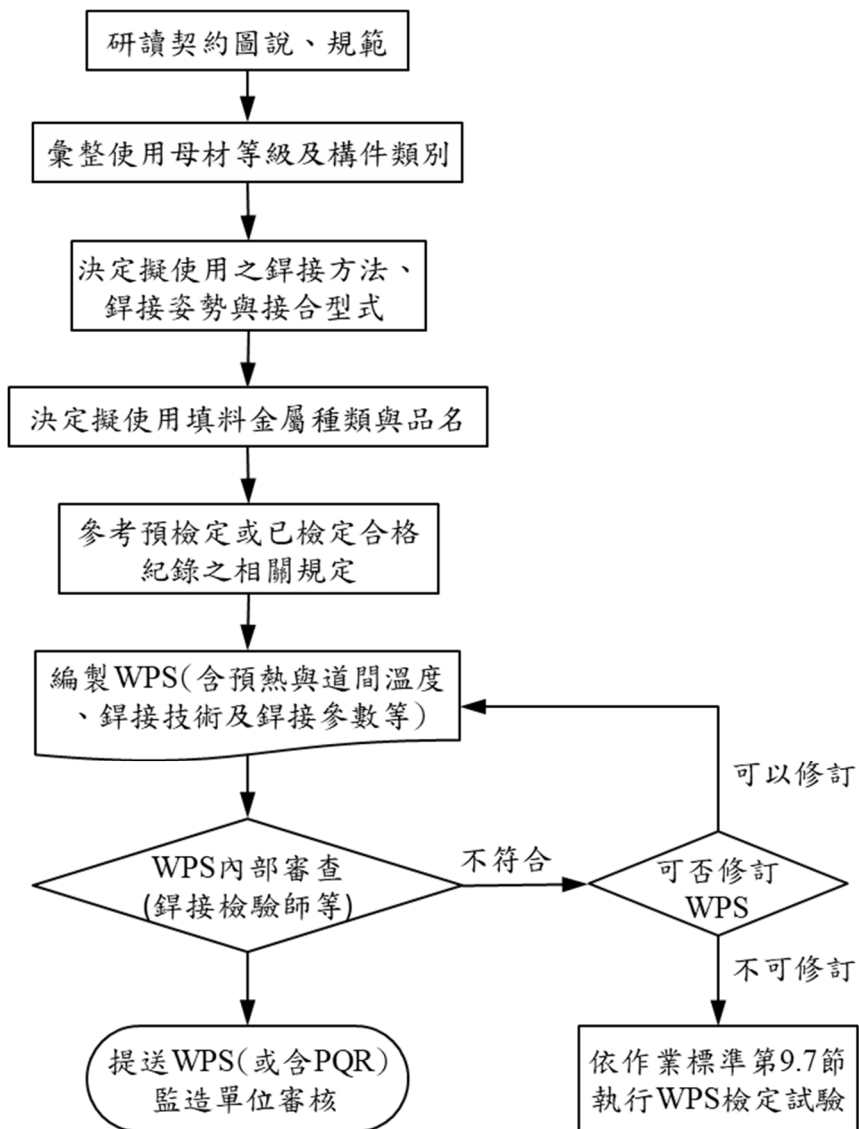 研讀契約圖說、規範
彙整使用母材等級及構件類別
決定擬使用之銲接方法、
銲接姿勢與接合型式
決定擬使用填料金屬種類與品名
參考預檢定或已檢定合格
紀錄之相關規定
編製WPS(含預熱與道間溫度
、銲接技術及銲接參數等)
可以修訂
WPS內部審查
(銲接檢驗師等)
不符合
可否修訂
WPS
不可修訂
提送WPS(或含PQR)
監造單位審核
依作業標準第9.7節
執行WPS檢定試驗